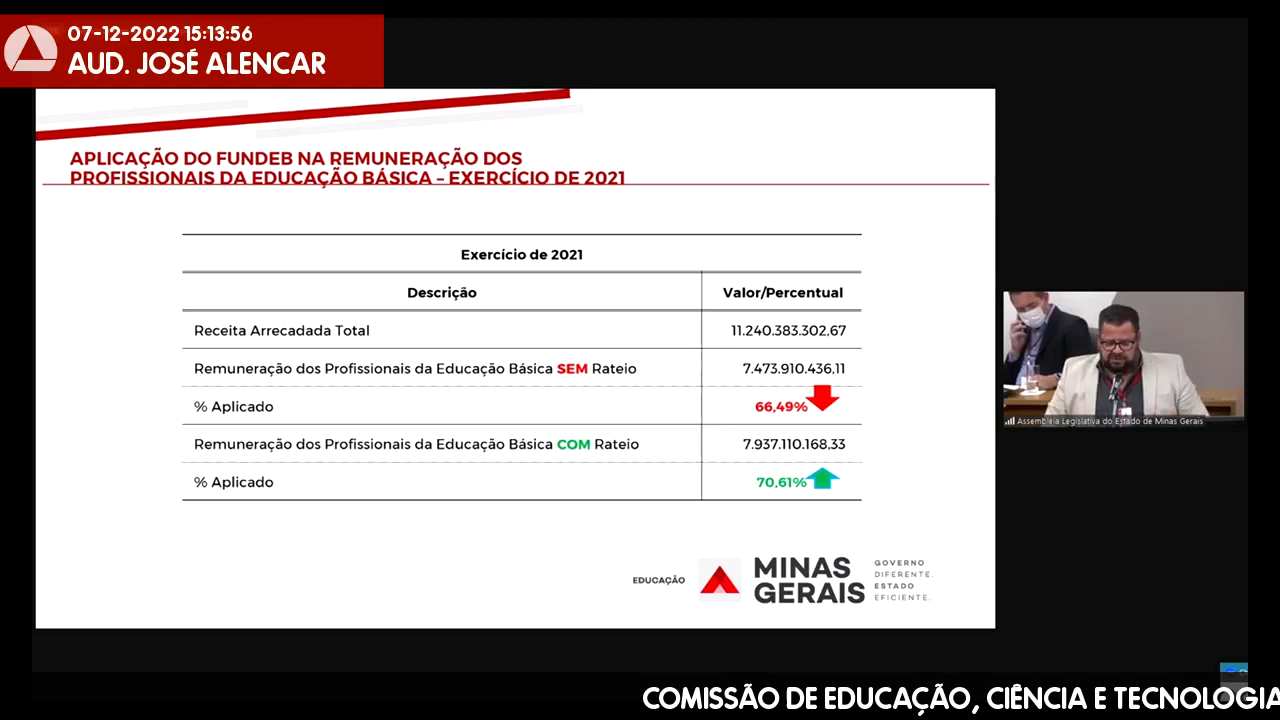 07-12-2022 15:13:56
AUD. JOSÉ ALENCAR
APLICAÇÃO DO FUNDEB NA REMUNERAÇÃO DOS
PROFISSIONAIS DA EDUCAÇÃO BÁSICA – EXERCÍCIO DE 2021
Exercício de 2021
Descrição Valor/Percentual
Receita Arrecadada Total 11.240.383.302,67
Remuneração dos Profissionais da Educação Básica SEM Rateio 7.473.910.436,11
% Aplicado 66,49%
Remuneração dos Profissionais da Educação Básica COM Rateio 7.937.110.168,33
% Aplicado 70,61%
EDUCAÇÃO
MINAS
GERAIS
GOVERNO
DIFERENTE.
ESTADO
EFICIENTE.
Assembleia Legislativa do Estado de Minas Gerais
COMISSÃO DE EDUCAÇÃO, CIÊNCIA E TECNOLOGIA